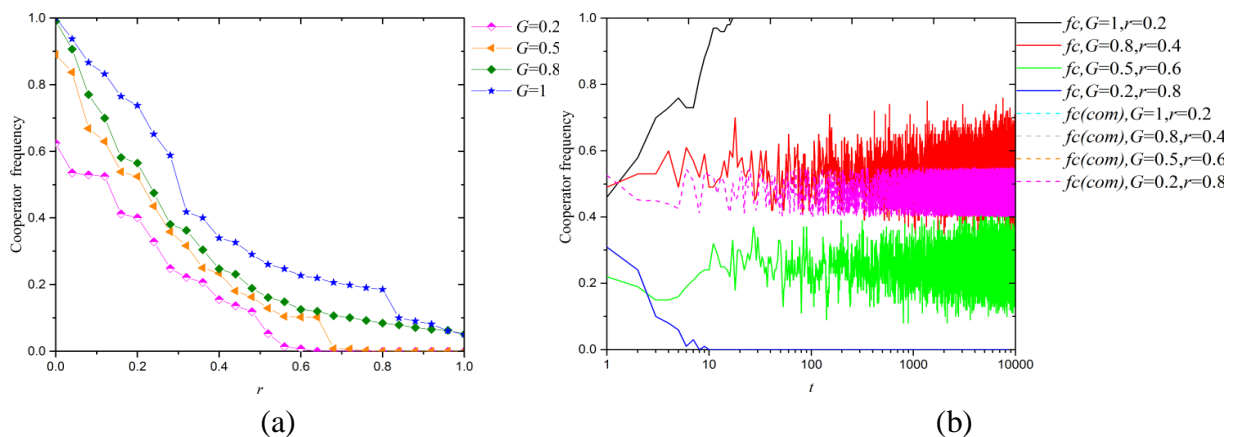 1.0
0.8
0.6
0.4
0.2
0.0
Cooperator frequency
0.0 0.2 0.4 0.6 0.8 1.0
r
G=0.2
G=0.5
G=0.8
G=1
(a)
1.0
0.8
0.6
0.4
0.2
0.0
Cooperator frequency
1 10 100 1000 10000
t
fc,G=1,r=0.2
fc,G=0.8,r=0.4
fc,G=0.5,r=0.6
fc,G=0.2,r=0.8
fc(com),G=1,r=0.2
fc(com),G=0.8,r=0.4
fc(com),G=0.5,r=0.6
fc(com),G=0.2,r=0.8
(b)